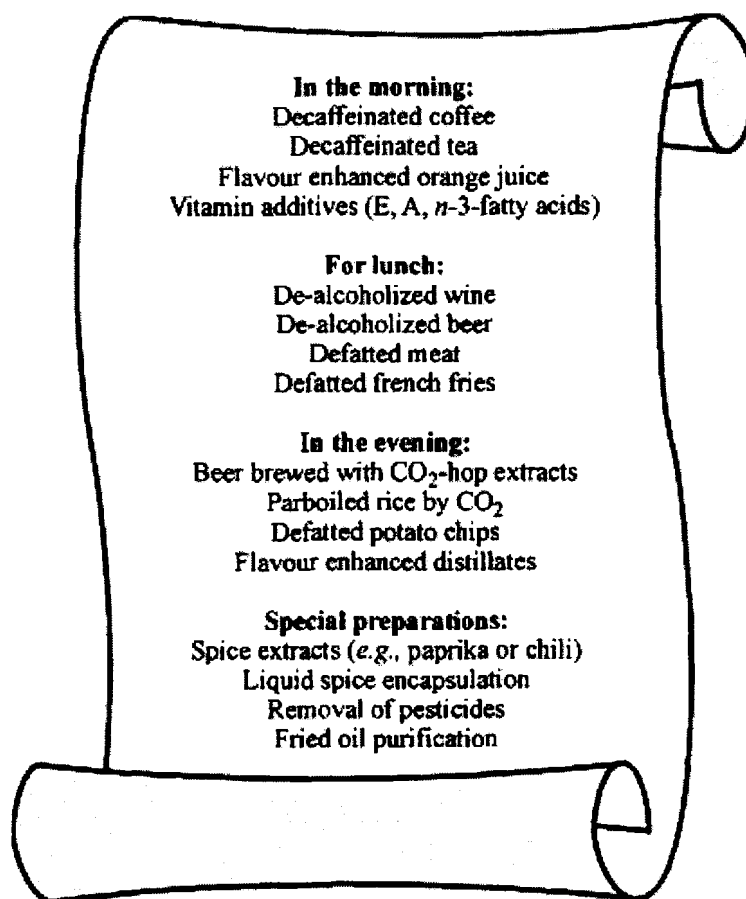 In the morning:
Decaffeinated coffee
Decaffeinated tea
Flavour enhanced orange juice
Vitamin additives (E, A, n-3-fatty acids)
For lunch:
De-alcoholized wine
De-alcoholized beer
Defatted meat
Defatted french fries
In the evening:
Beer brewed with CO₂-hop extracts
Parboiled rice by CO₂
Defatted potato chips
Flavour enhanced distillates
Special preparations:
Spice extracts (e.g., paprika or chili)
Liquid spice encapsulation
Removal of pesticides
Fried oil purification